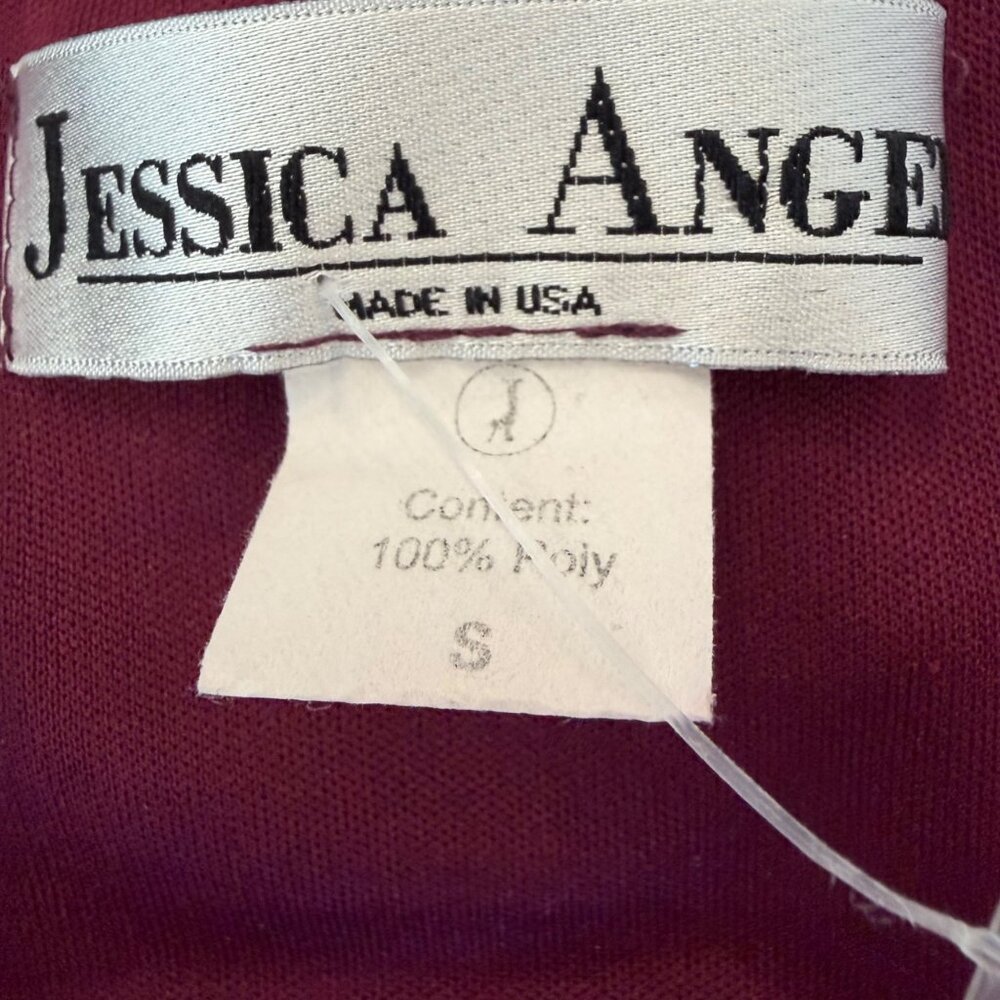 JESSICA ANGE
MADE IN USA
Content:
100% Poly
S